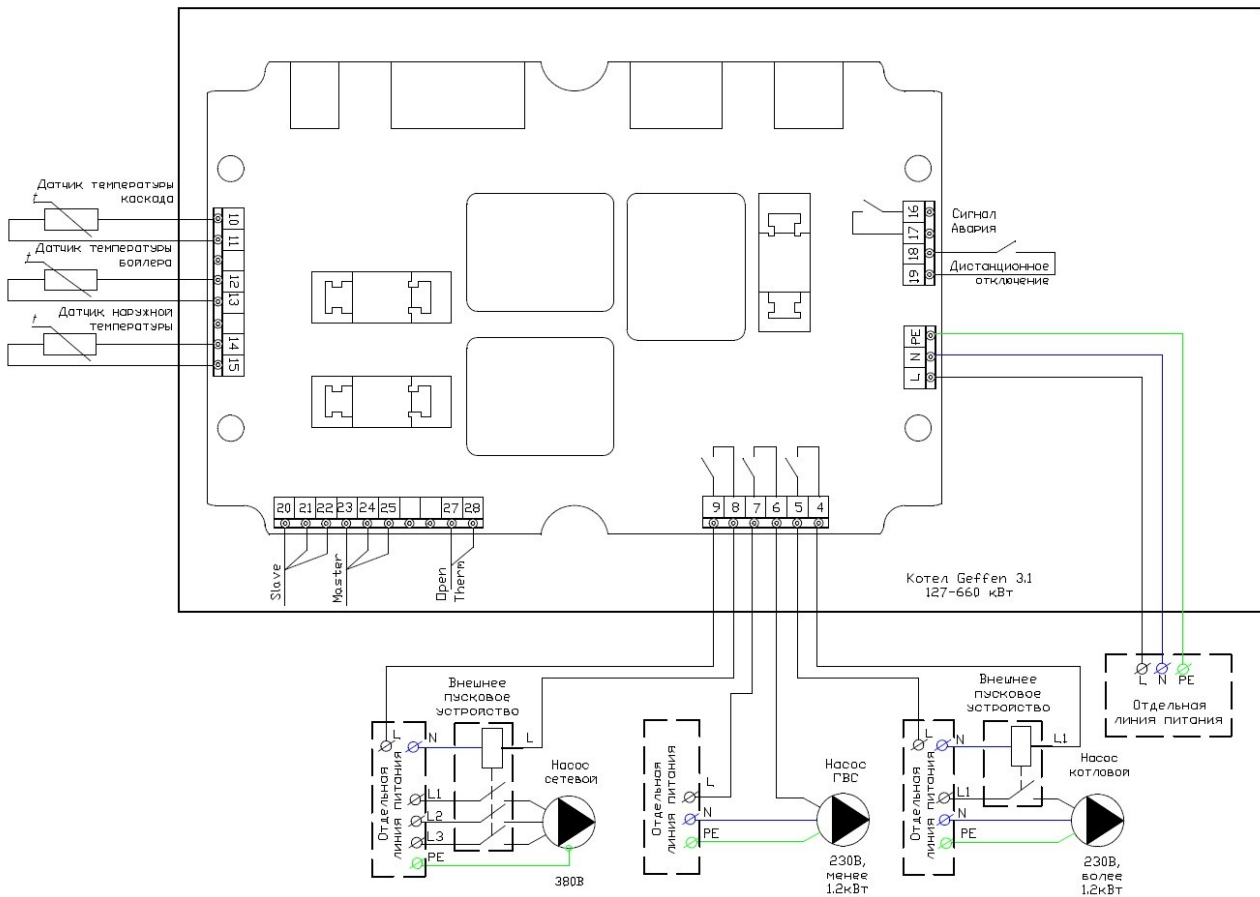 Датчик температуры
каскада
t
10
11
Датчик температуры
бойлера
t
12
13
Датчик наружной
температуры
t
14
15
16
17
18
19
Сигнал
Авария
Дистанционное
отключение
PE
N
L
20 21 22 23 24 25 27 28
Slave
Master
Open
Therm
9 8 7 6 5 4
Котел Geffen 3.1
127-660 кВт
L N PE
Отдельная
линия питания
Внешнее
пусковое
устройство
L
N
L
Отдельная
линия питания
L1
L2
L3
PE
Насос
сетевой
380В
Отдельная
линия питания
L
N
PE
Насос
ГВС
230В,
менее
1.2кВт
Внешнее
пусковое
устройство
L
N
L1
Отдельная
линия питания
L1
N
PE
Насос
котловой
230В,
более
1.2кВт